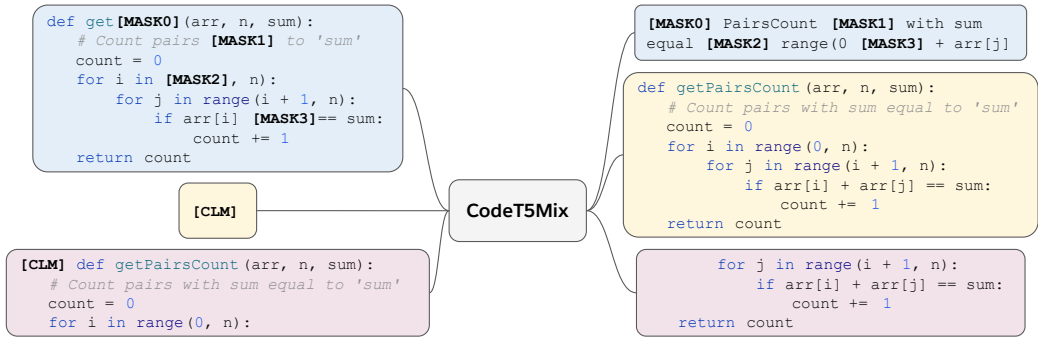 def get[MASK0](arr, n, sum):
# Count pairs [MASK1] to 'sum'
count = 0
for i in [MASK2], n):
for j in range(i + 1, n):
if arr[i] [MASK3]== sum:
count += 1
return count
[CLM]
[CLM] def getPairsCount(arr, n, sum):
# Count pairs with sum equal to 'sum'
count = 0
for i in range(0, n):
CodeT5Mix
[MASK0] PairsCount [MASK1] with sum
equal [MASK2] range(0 [MASK3] + arr[j]
def getPairsCount(arr, n, sum):
# Count pairs with sum equal to 'sum'
count = 0
for i in range(0, n):
for j in range(i + 1, n):
if arr[i] + arr[j] == sum:
count += 1
return count
for j in range(i + 1, n):
if arr[i] + arr[j] == sum:
count += 1
return count